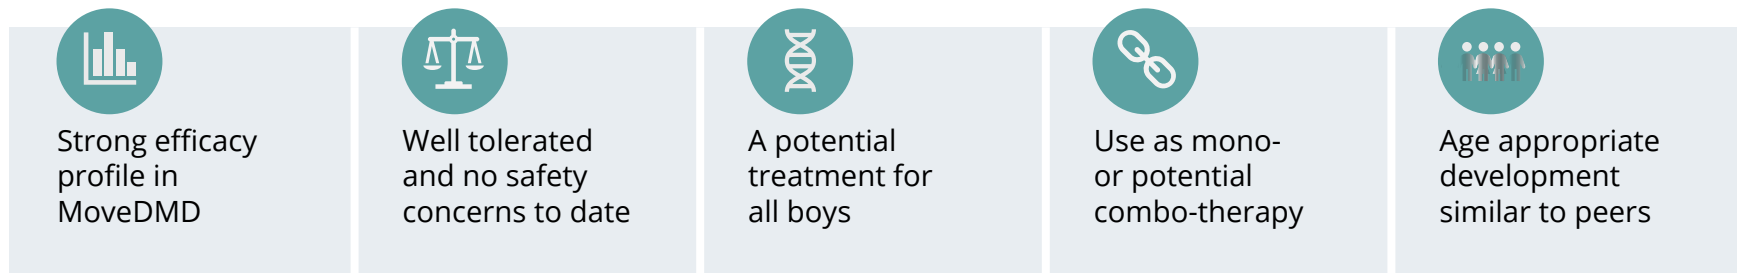 Strong efficacy
profile in
MoveDMD
Well tolerated
and no safety
concerns to date
A potential
treatment for
all boys
Use as mono-
or potential
combo-therapy
Age appropriate
development
similar to peers